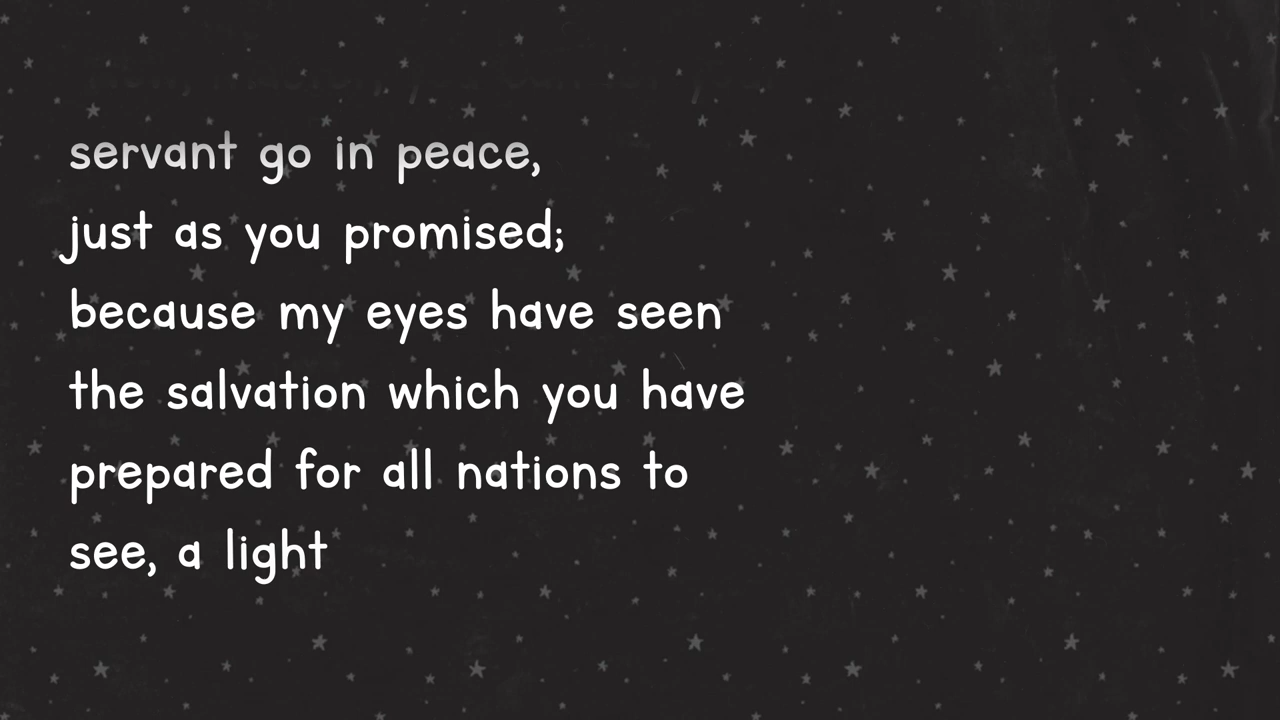 servant go in peace,
just as you promised;
because my eyes have seen
the salvation which you have
prepared for all nations to
see, a light